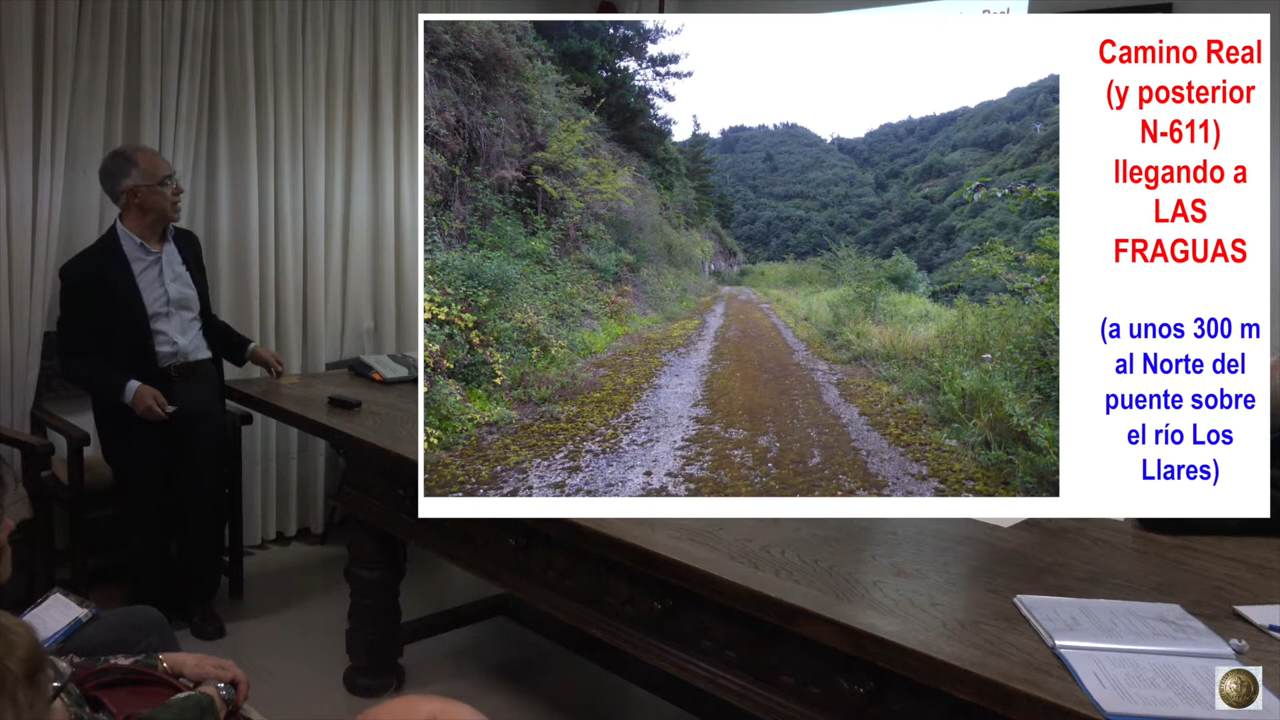 Camino Real
(y posterior
N-611)
llegando a
LAS
FRAGUAS
(a unos 300 m
al Norte del
puente sobre
el río Los
Llares)